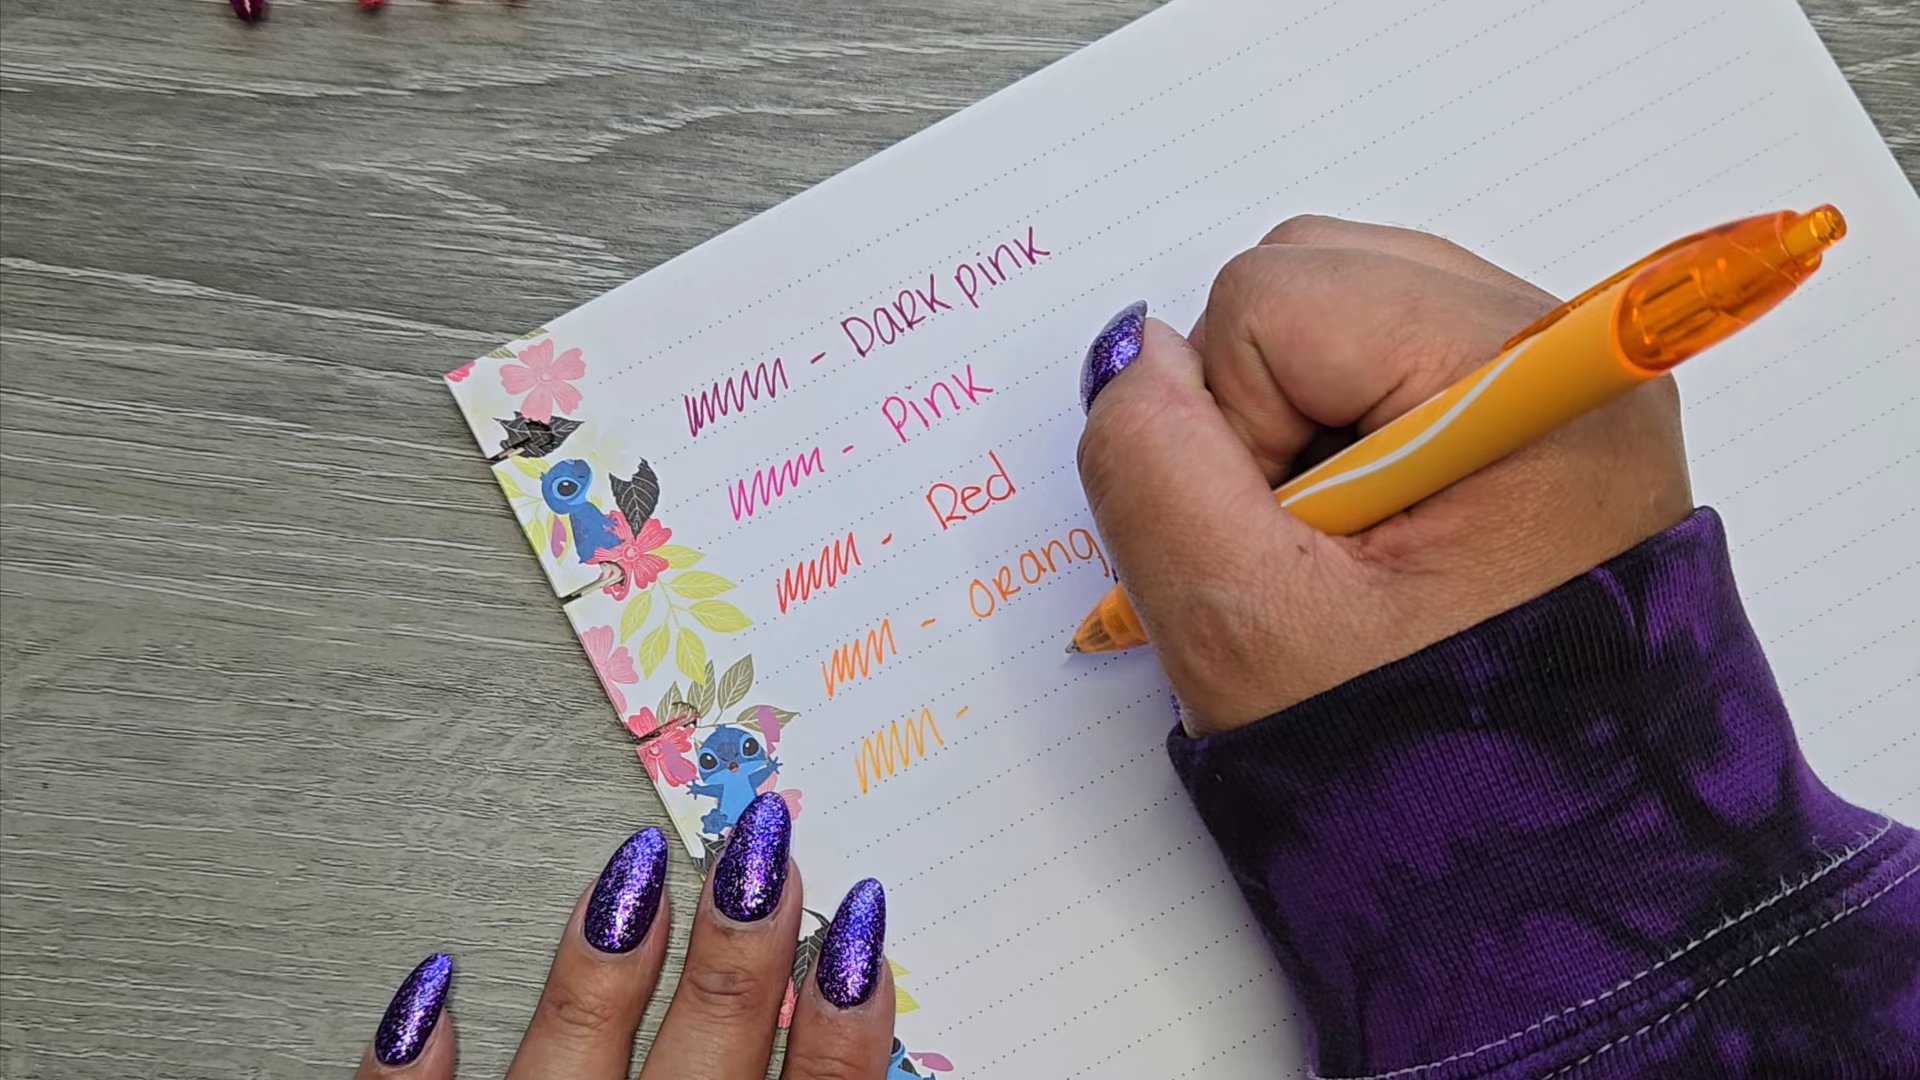 - DARK pink
- Pink
- Red
- ORang
-